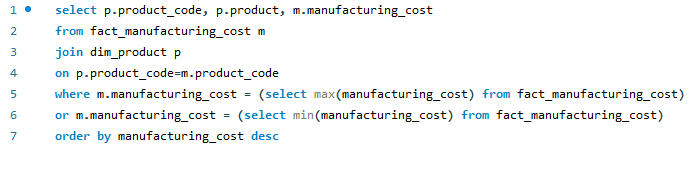 1 select p.product_code, p.product, m.manufacturing_cost
2 from fact_manufacturing_cost m
3 join dim_product p
4 on p.product_code=m.product_code
5 where m.manufacturing_cost = (select max(manufacturing_cost) from fact_manufacturing_cost)
6 or m.manufacturing_cost = (select min(manufacturing_cost) from fact_manufacturing_cost)
7 order by manufacturing_cost desc